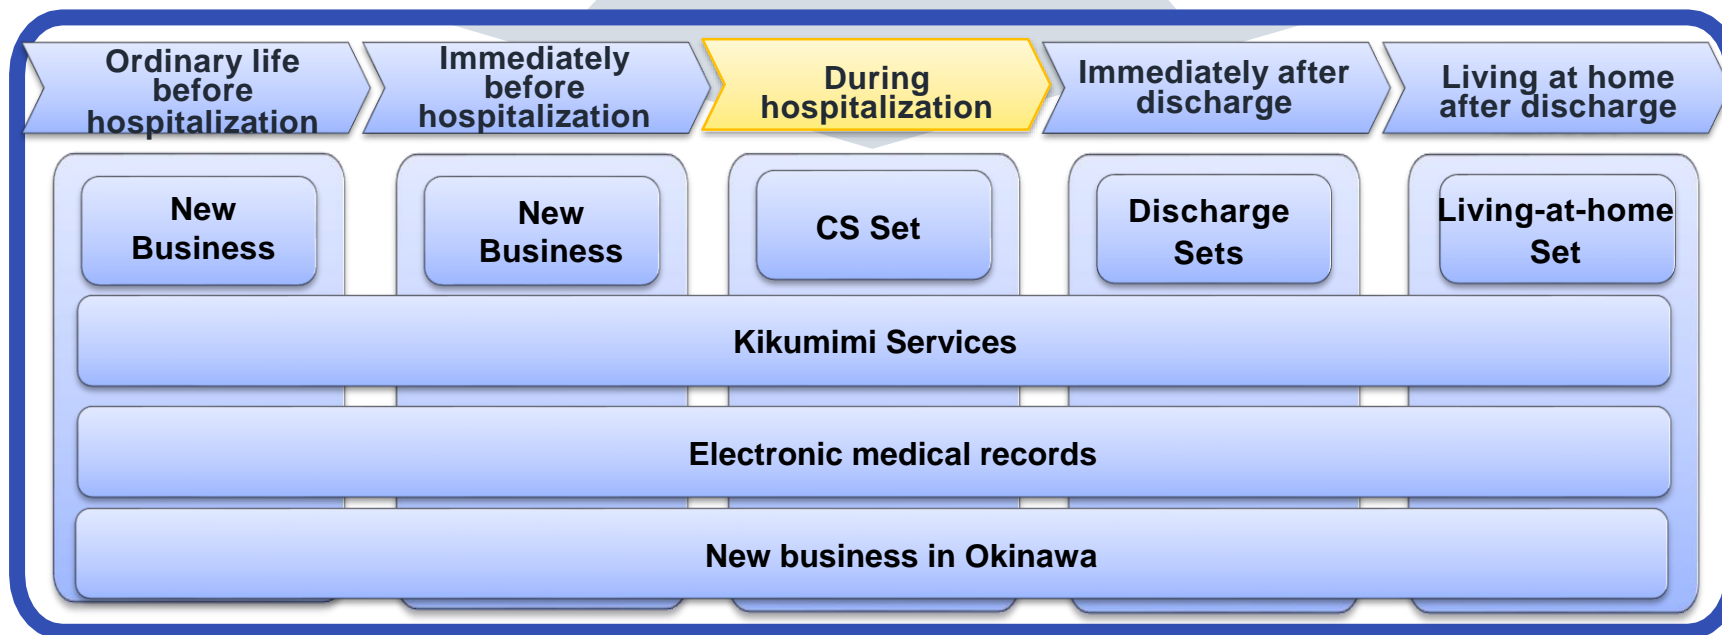 Ordinary life
before
hospitalization
Immediately
before
hospitalization
During
hospitalization
Immediately after
discharge
Living at home
after discharge
New
Business
New
Business
CS Set
Discharge
Sets
Living-at-home
Set
Kikumimi Services
Electronic medical records
New business in Okinawa